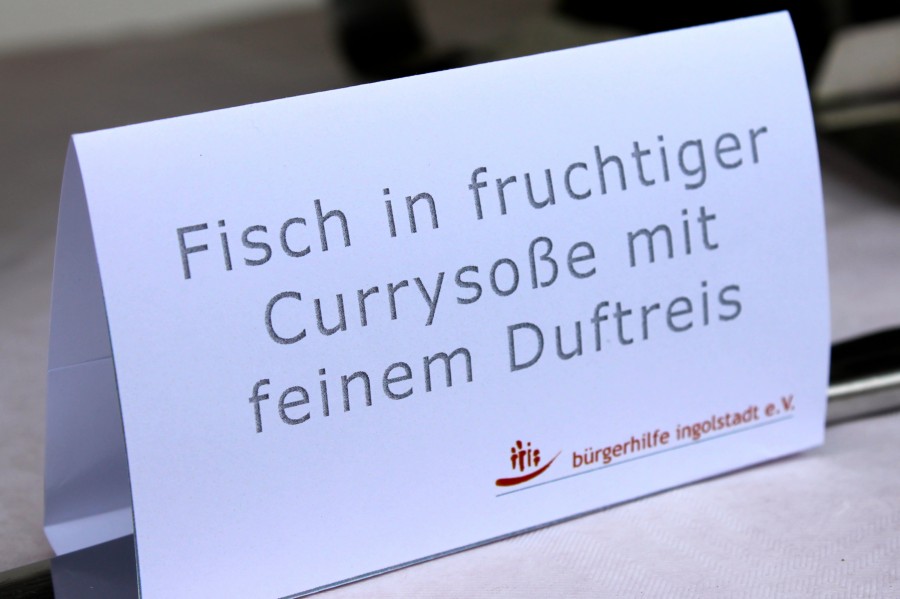 Fisch in fruchtiger
Currysoße mit
feinem Duftreis
bürgerhilfe ingolstadt e.V.